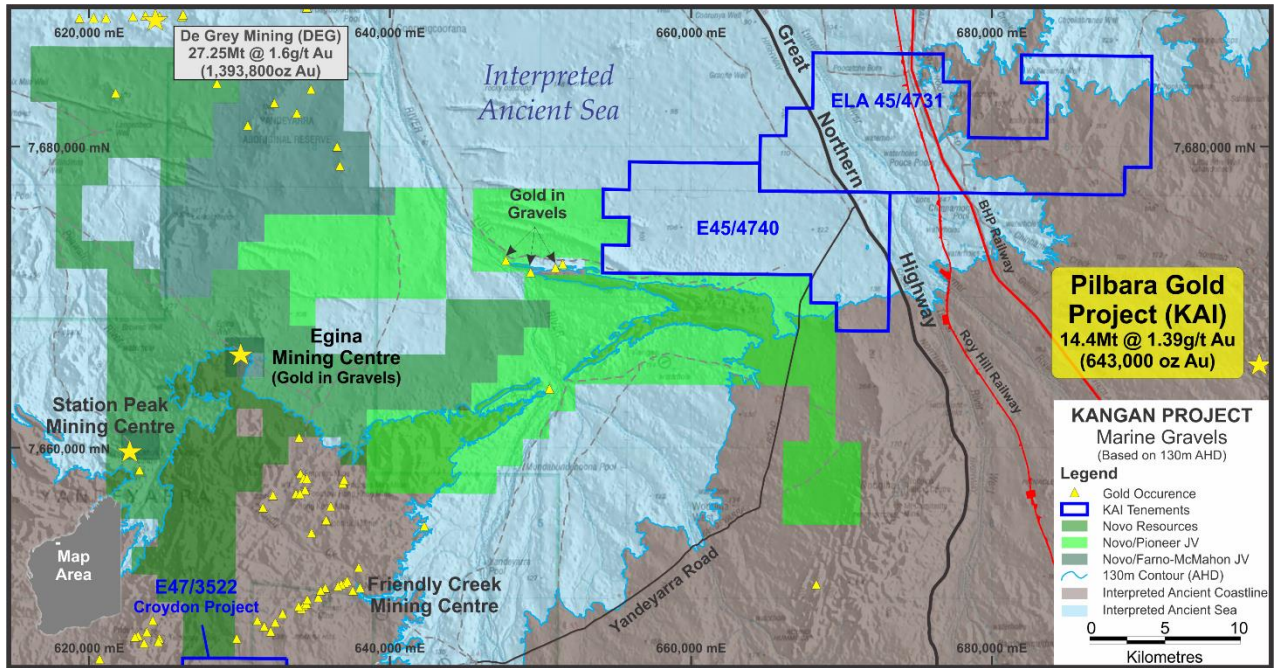 620,000 mE
640,000 mE
660,000 mE
680,000 mE
De Grey Mining (DEG)
27.25Mt @ 1.6g/t Au
(1,393,800oz Au)
Interpreted
Ancient Sea
Great
Northern
Highway
ELA 45/4731
7,680,000 mN
7,680,000 mN
YANDEYARRA
ABORIGINAL RESERVE
RIVER
Gold in
Gravels
E45/4740
BHP Railway
Roy Hill Railway
Pilbara Gold
Project (KAI)
14.4Mt @ 1.39g/t Au
(643,000 oz Au)
Egina
Mining Centre
(Gold in Gravels)
Station Peak
Mining Centre
7,660,000 mN
Mundabullangana Pool
Yandeyarra Road
Friendly Creek
Mining Centre
Map
Area
E47/3522
Croydon Project
KANGAN PROJECT
Marine Gravels
(Based on 130m AHD)
Legend
Gold Occurence
KAI Tenements
Novo Resources
Novo/Pioneer JV
Novo/Farno-McMahon JV
130m Contour (AHD)
Interpreted Ancient Coastline
Interpreted Ancient Sea
0 5 10
Kilometres
620,000 mE
640,000 mE
660,000 mE
680,000 mE